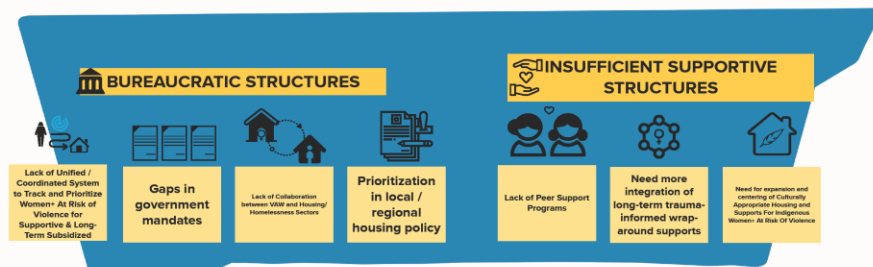 BUREAUCRATIC STRUCTURES
Lack of Unified /
Coordinated System
to Track and Prioritize
Women+ At Risk of
Violence for
Supportive & Long-
Term Subsidized
Gaps in
government
mandates
Lack of Collaboration
between VAW and Housing/
Homelessness Sectors
Prioritization
in local /
regional
housing policy
INSUFFICIENT SUPPORTIVE
STRUCTURES
Lack of Peer Support
Programs
Need more
integration of
long-term trauma-
informed wrap-
around supports
Need for expansion and
centering of Culturally
Appropriate Housing and
Supports For Indigenous
Women+ At Risk Of Violence